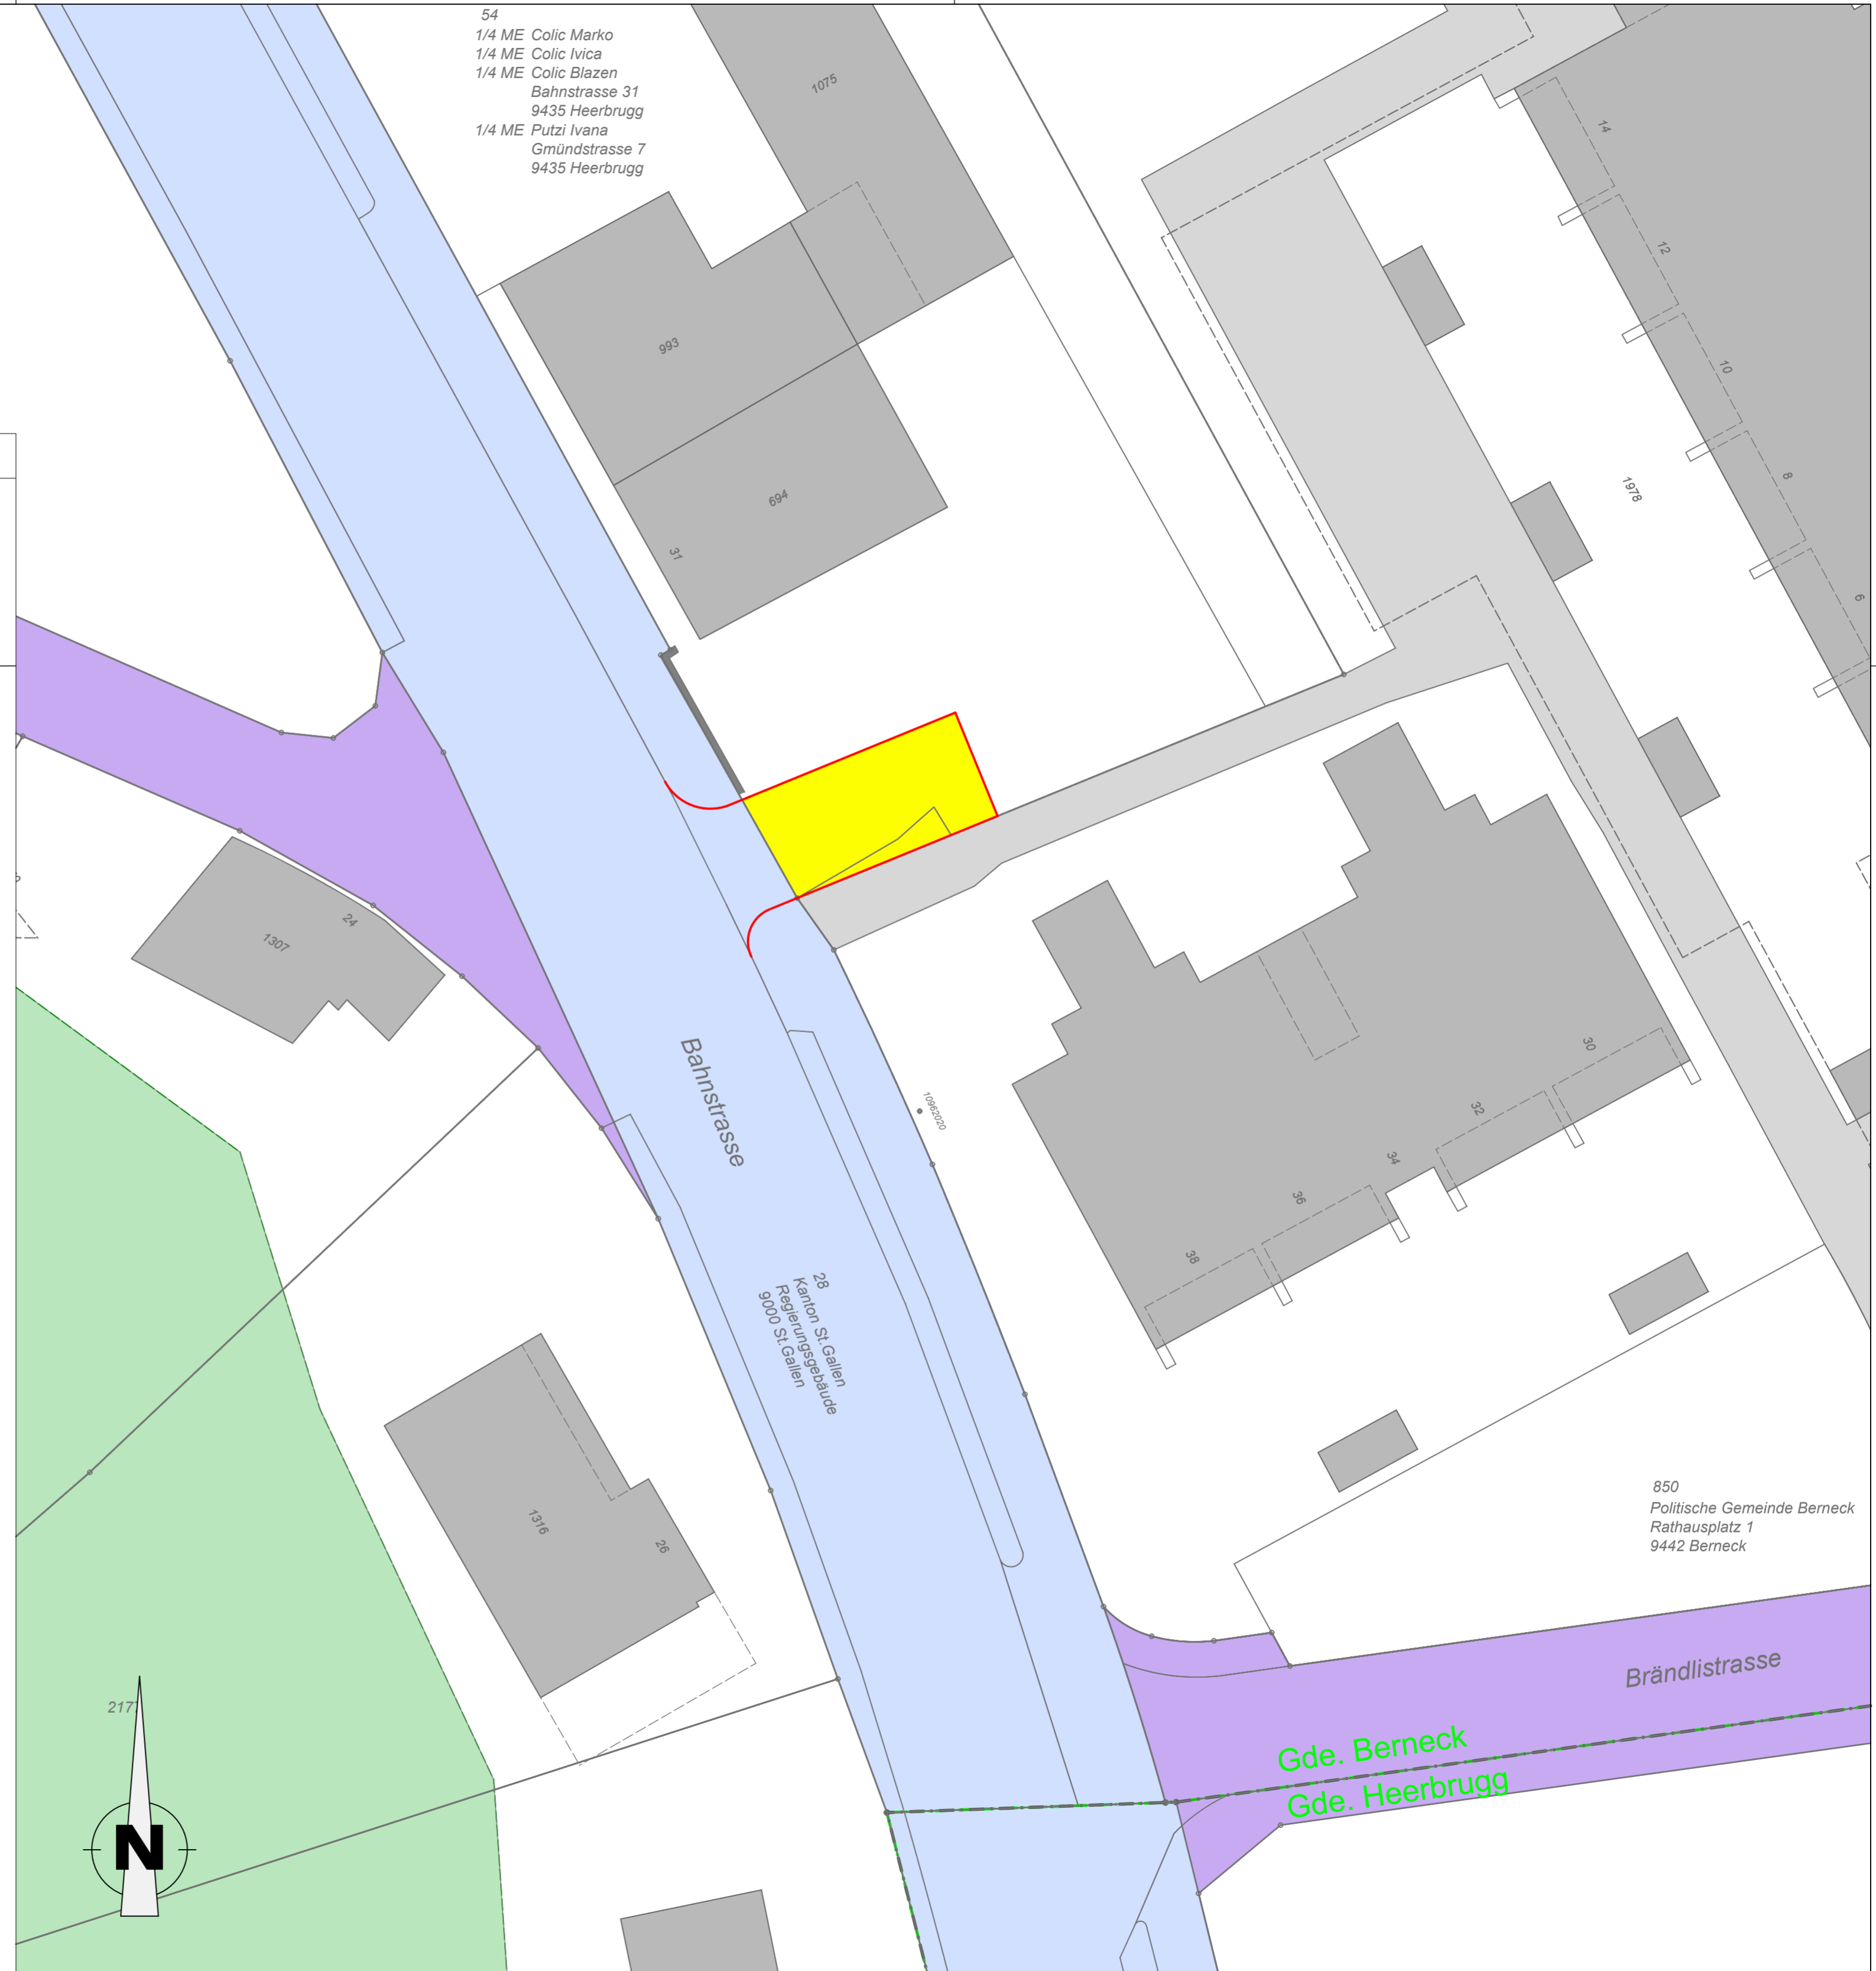 54
1/4 ME Colic Marko
1/4 ME Colic Ivica
1/4 ME Colic Blazen
Bahnstrasse 31
9435 Heerbrugg
1/4 ME Putzi Ivana
Gmündstrasse 7
9435 Heerbrugg
1075
14
12
10
8
6
1978
993
694
31
24
1307
Bahnstrasse
10962020
30
32
34
36
38
28
Kanton St.Gallen
Regierungsgebäude
9000 St.Gallen
1316
26
850
Politische Gemeinde Berneck
Rathausplatz 1
9442 Berneck
Brändlistrasse
Gde. Berneck
Gde. Heerbrugg
N